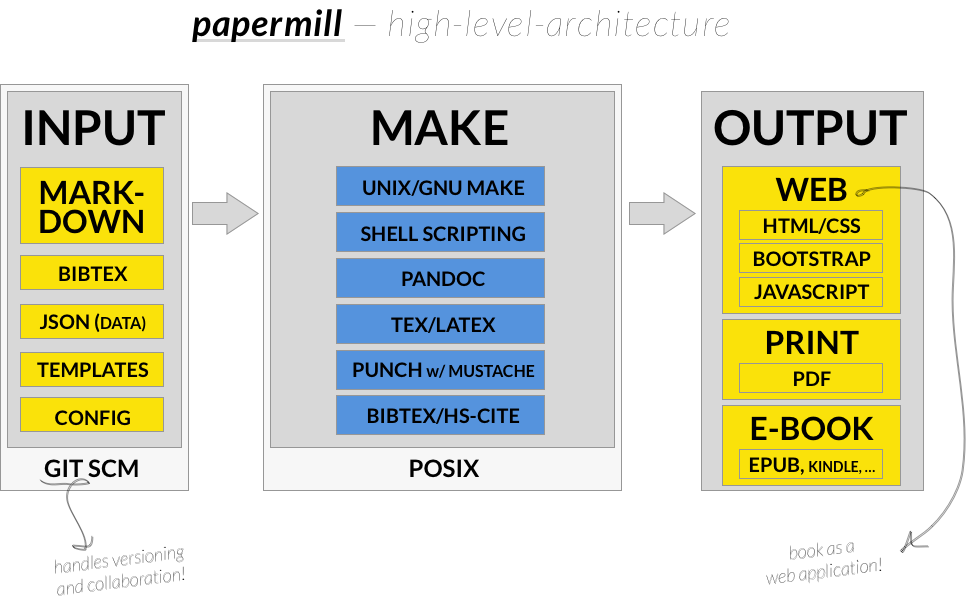 papermill — high-level-architecture
INPUT
MARK-
DOWN
BIBTEX
JSON (DATA)
TEMPLATES
CONFIG
GIT SCM
handles versioning
and collaboration!
MAKE
UNIX/GNU MAKE
SHELL SCRIPTING
PANDOC
TEX/LATEX
PUNCH w/ MUSTACHE
BIBTEX/HS-CITE
POSIX
OUTPUT
WEB
HTML/CSS
BOOTSTRAP
JAVASCRIPT
PRINT
PDF
E-BOOK
EPUB, KINDLE, ...
book as a
web application!